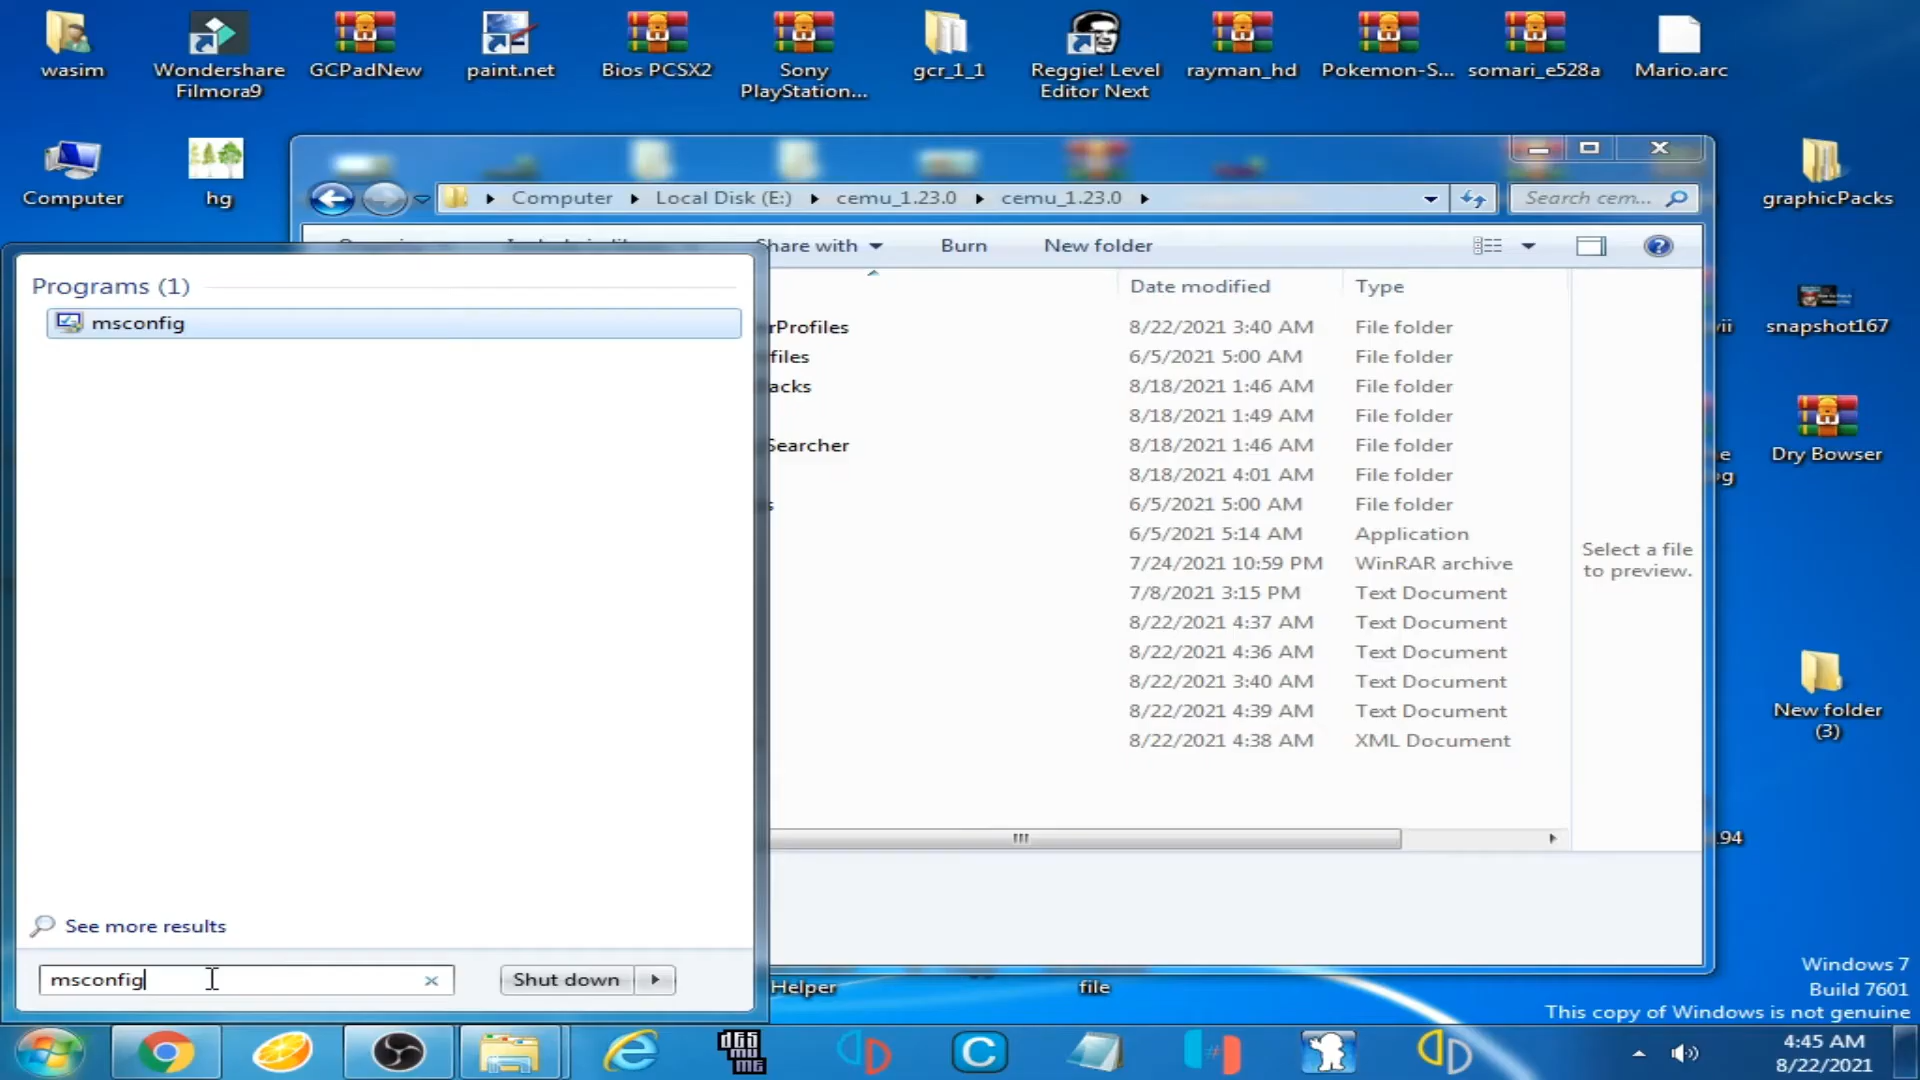 wasim
Wondershare
Filmora9
GCPadNew
paint.net
Bios PCSX2
Sony
PlayStation...
gcr_1_1
Reggie! Level
Editor Next
rayman_hd
Pokemon-S...
somari_e528a
Mario.arc
Computer
hg
graphicPacks
Computer
Local Disk (E:)
cemu_1.23.0
cemu_1.23.0
Search cem...
Share with
Burn
New folder
Programs (1)
msconfig
Date modified
Type
rProfiles
8/22/2021 3:40 AM
File folder
files
6/5/2021 5:00 AM
File folder
acks
8/18/2021 1:46 AM
File folder
8/18/2021 1:49 AM
File folder
Searcher
8/18/2021 1:46 AM
File folder
8/18/2021 4:01 AM
File folder
s
6/5/2021 5:00 AM
File folder
6/5/2021 5:14 AM
Application
7/24/2021 10:59 PM
WinRAR archive
7/8/2021 3:15 PM
Text Document
8/22/2021 4:37 AM
Text Document
8/22/2021 4:36 AM
Text Document
8/22/2021 3:40 AM
Text Document
8/22/2021 4:39 AM
Text Document
8/22/2021 4:38 AM
XML Document
Select a file
to preview.
vii
snapshot167
Dry Bowser
e
g
New folder
(3)
.94
See more results
msconfig
Shut down
Helper
file
Windows 7
Build 7601
This copy of Windows is not genuine
4:45 AM
8/22/2021